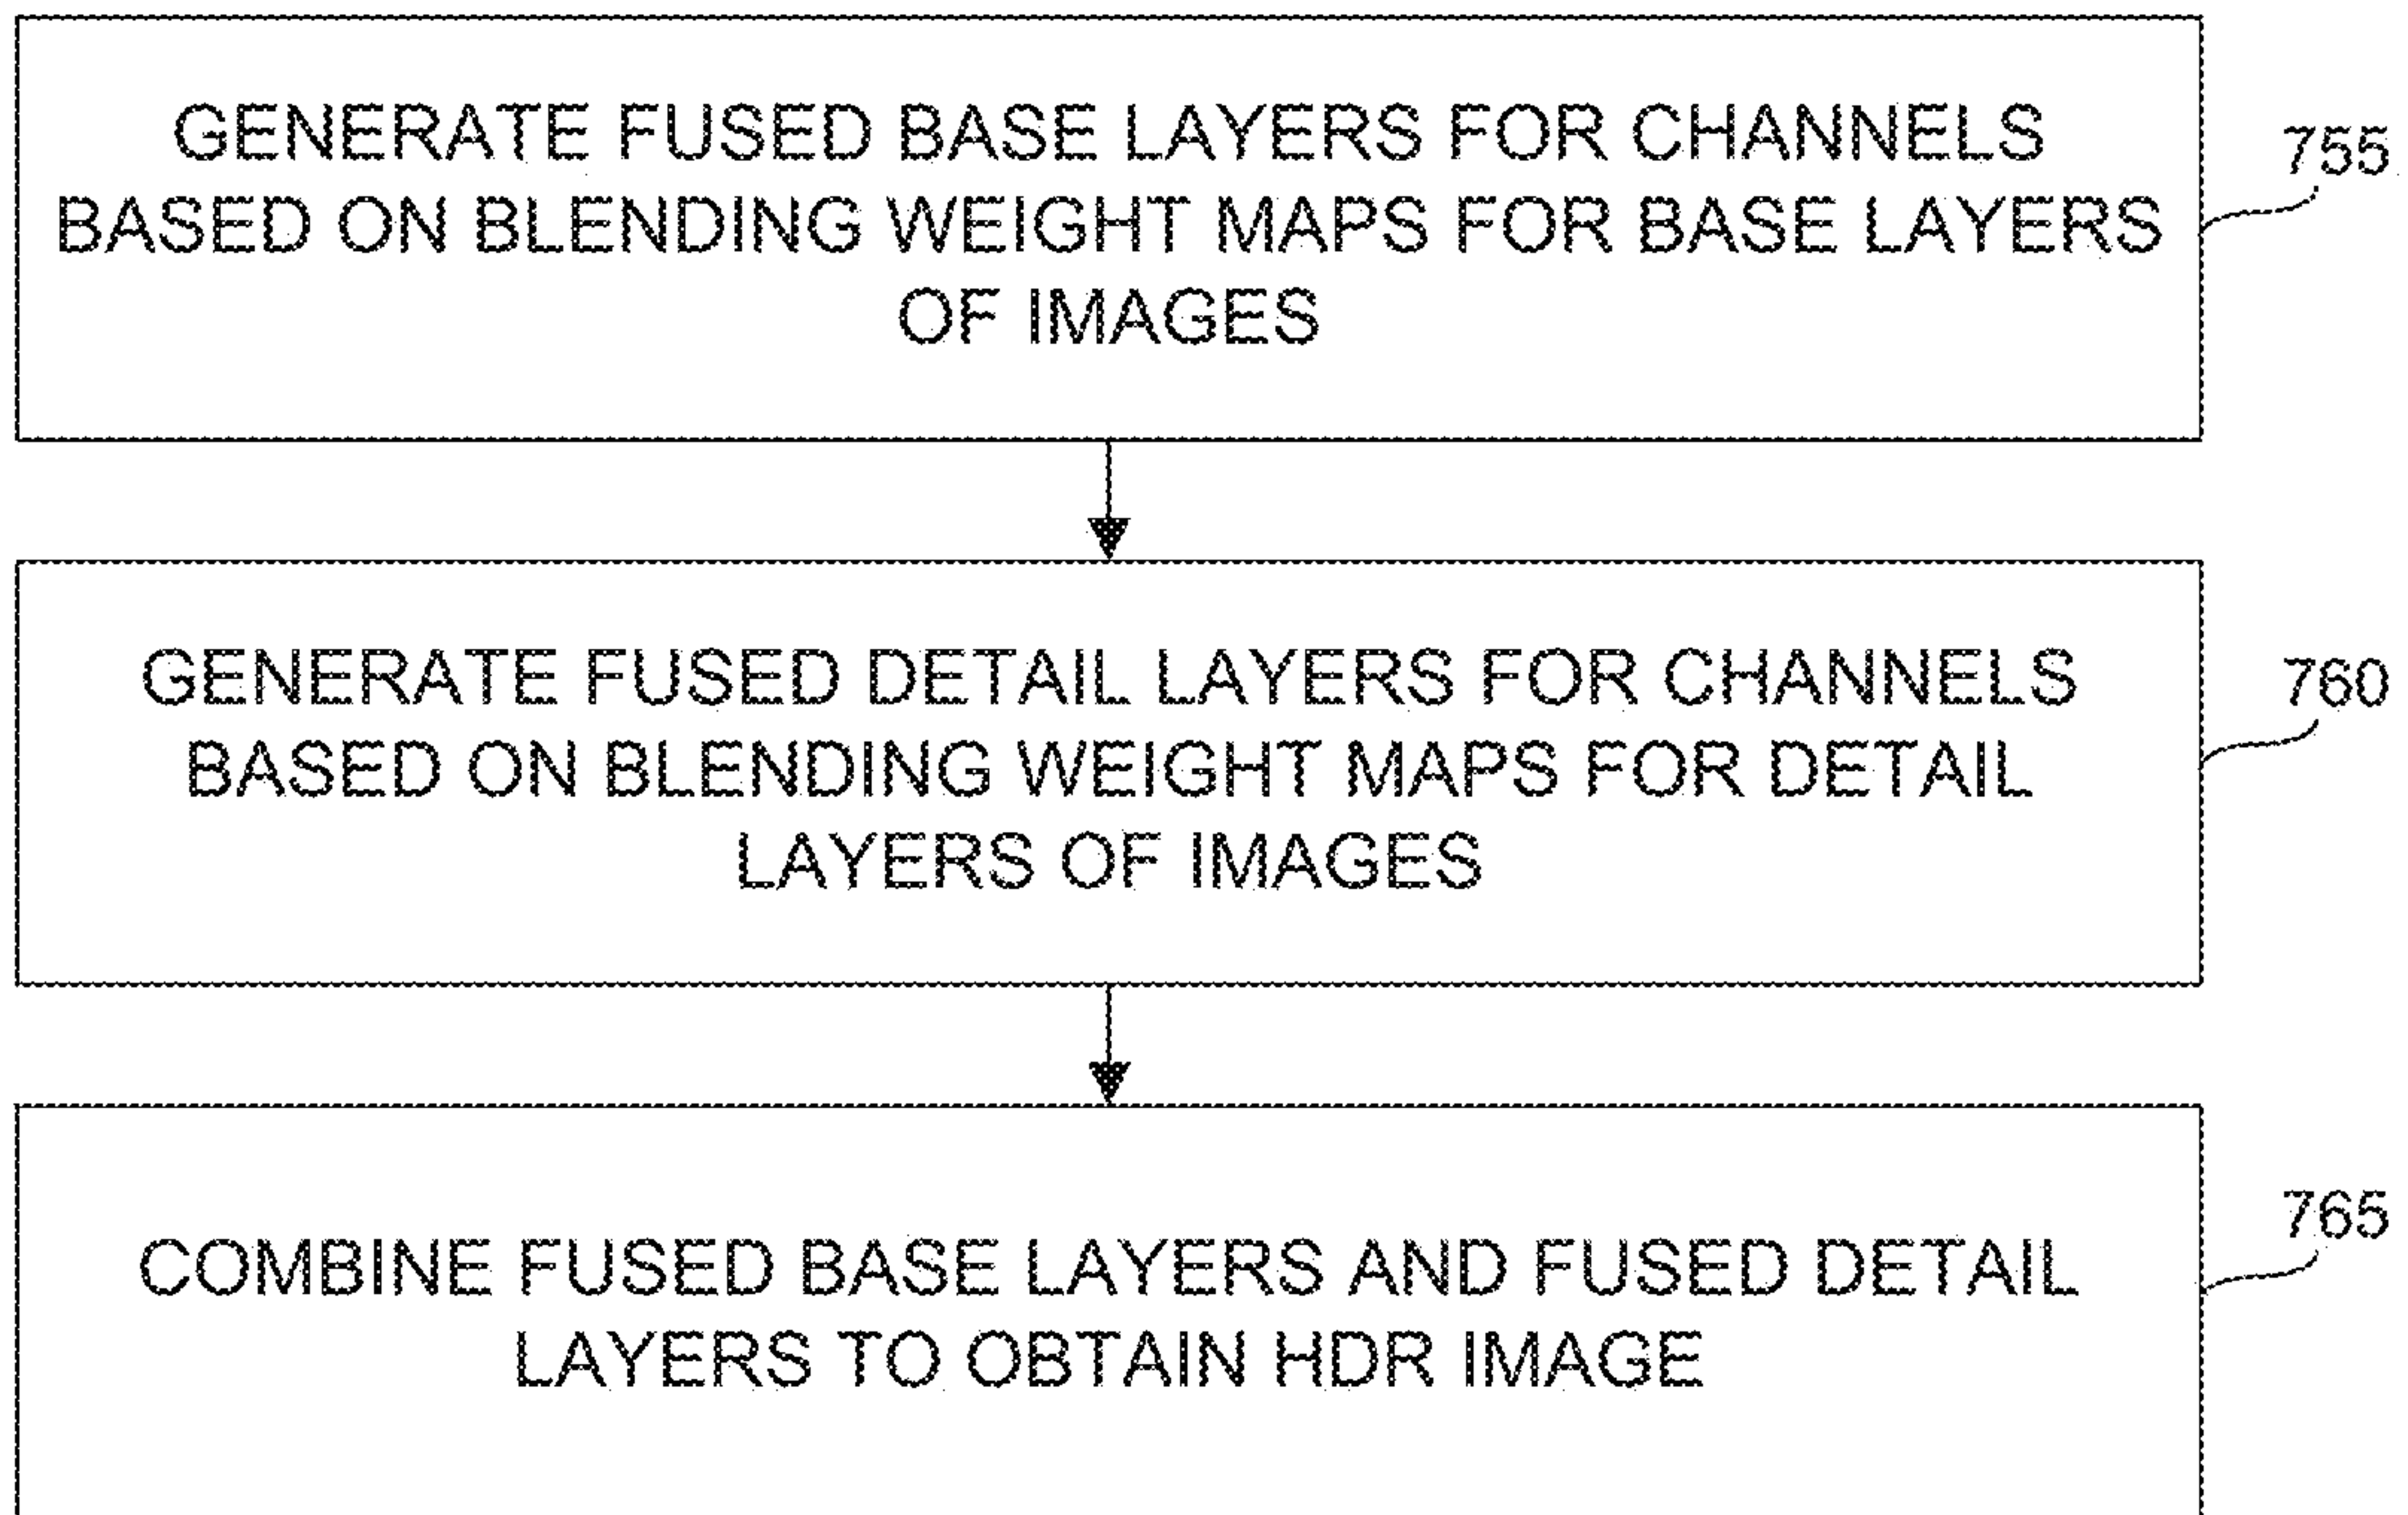 GENERATE FUSED BASE LAYERS FOR CHANNELS
BASED ON BLENDING WEIGHT MAPS FOR BASE LAYERS
OF IMAGES
755
GENERATE FUSED DETAIL LAYERS FOR CHANNELS
BASED ON BLENDING WEIGHT MAPS FOR DETAIL
LAYERS OF IMAGES
760
COMBINE FUSED BASE LAYERS AND FUSED DETAIL
LAYERS TO OBTAIN HDR IMAGE
765